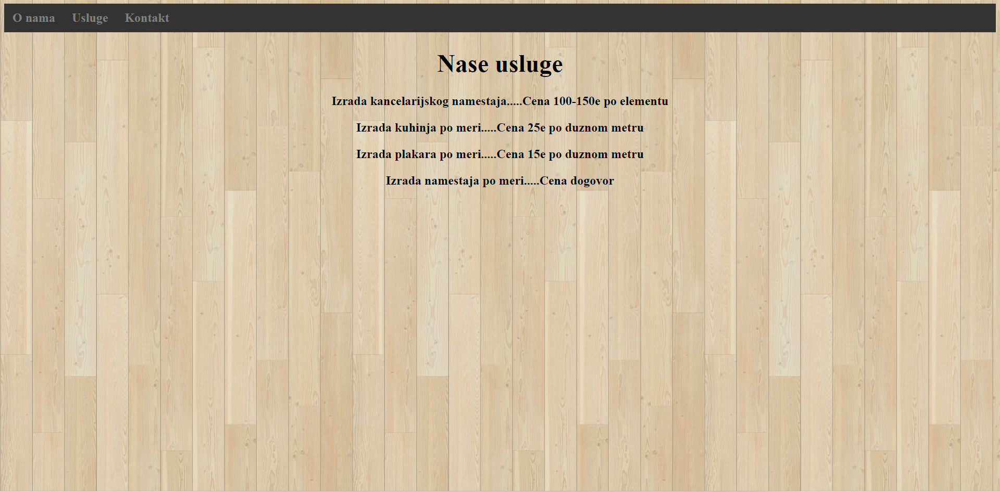 O nama Usluge Kontakt
Nase usluge
Izrada kancelarijskog namestaja.....Cena 100-150e po elementu
Izrada kuhinja po meri.....Cena 25e po duznom metru
Izrada plakara po meri.....Cena 15e po duznom metru
Izrada namestaja po meri.....Cena dogovor